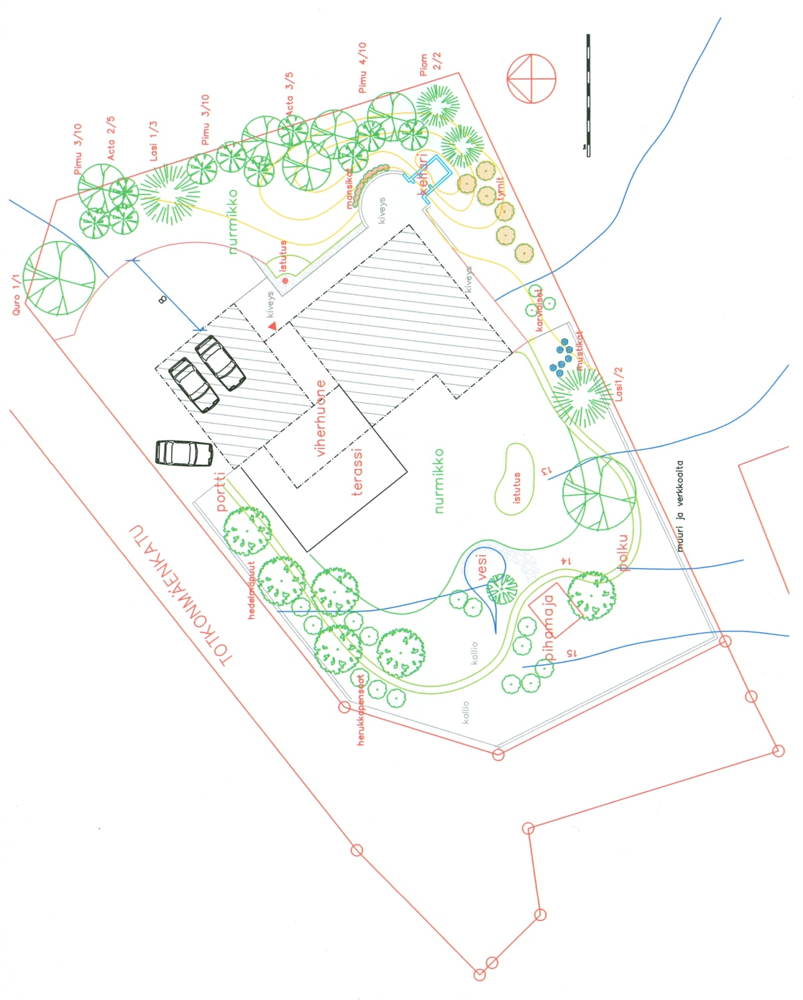 Quro 1/1
Pimu 3/10
Acta 2/5
Lasi 1/3
Pimu 3/10
Acta 3/5
Pimu 4/10
Piom
2/2
nurmikko
mansikat
kellari
tyrnit
kiveys
istutus
kiveys
kiveys
8
karviaiset
mustikat
Lasi1/2
viherhuone
terassi
portti
nurmikko
istutus
13
TOTKONMÄENKATU
hedelmäpuut
vesi
14
polku
muuri ja verkkoaita
pihamaja
15
kallio
kallio
herukkapensaat
1m